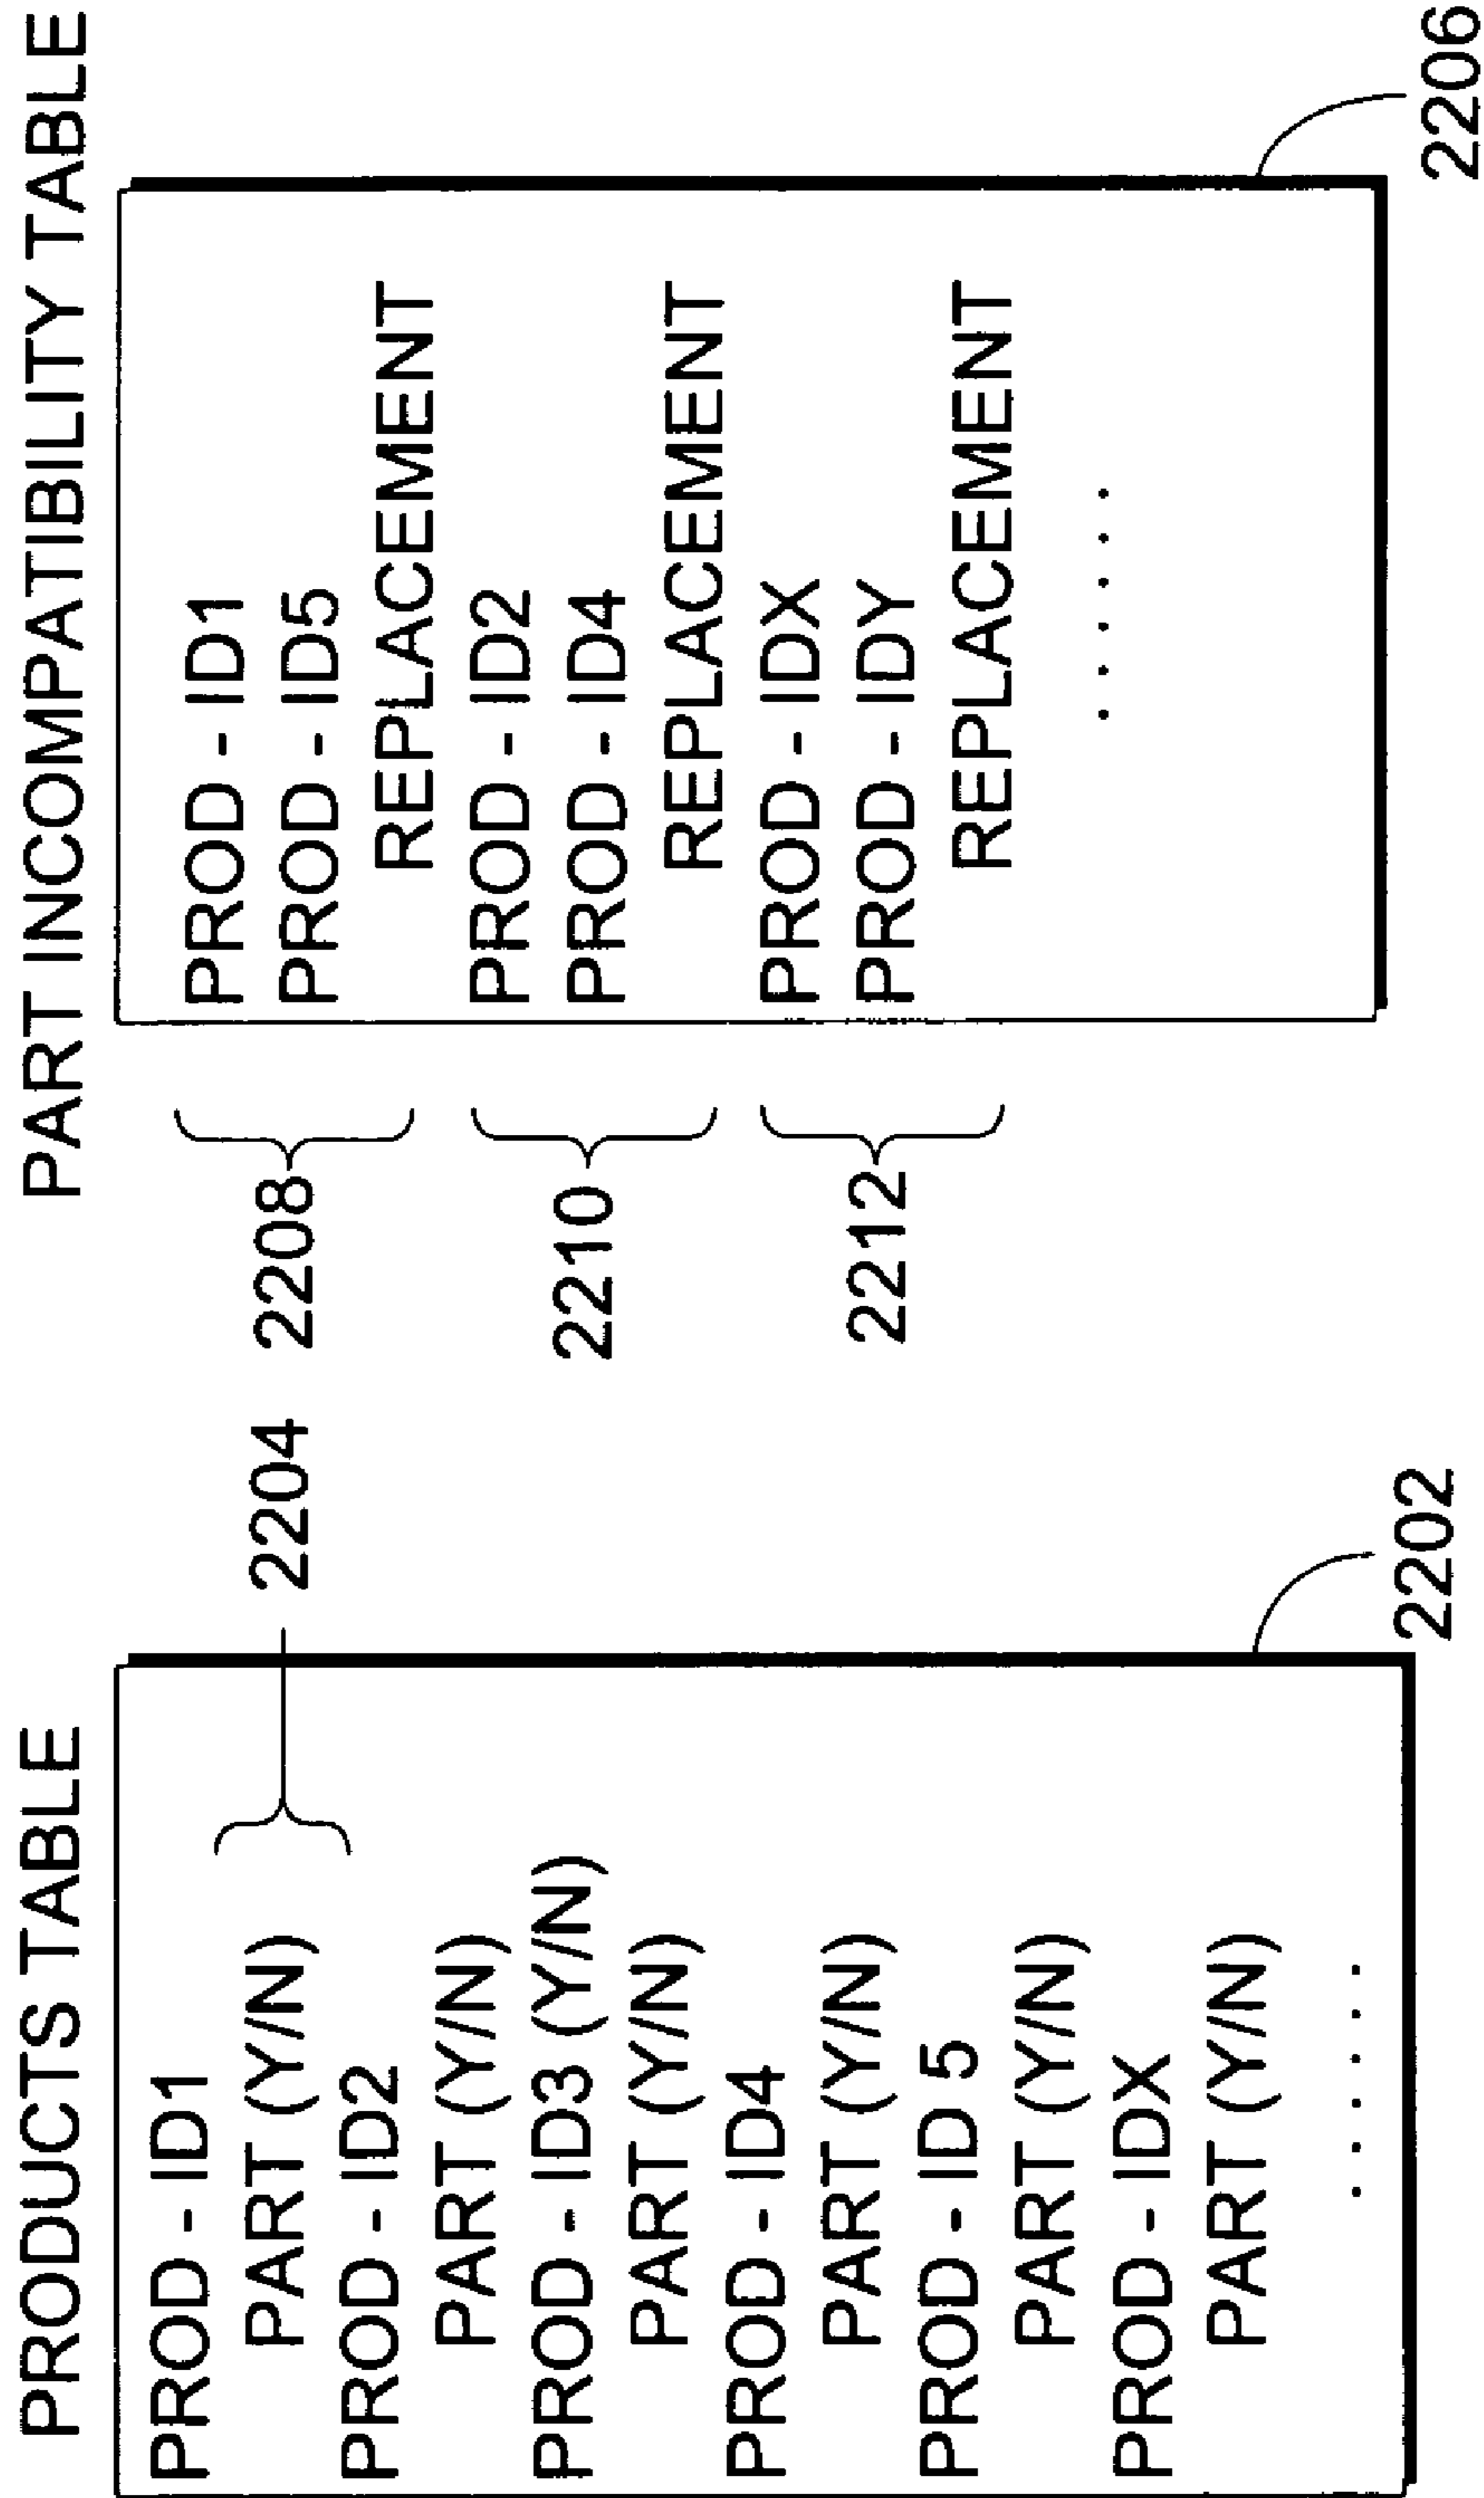 PRODUCTS TABLE
PROD - ID1
PART (Y/N)
PROD - ID2
PART (Y/N)
PROD - ID3 (Y/N)
PART (Y/N)
PROD - ID4
PART (Y/N)
PROD - ID5
PART (Y/N)
PROD - IDX
PART (Y/N)
. . . . . .
2204
2202
PART INCOMPATIBILITY TABLE
2208
PROD - ID1
PROD - ID5
REPLACEMENT
2210
PROD - ID2
PROD - ID4
REPLACEMENT
2212
PROD - IDX
PROD - IDY
REPLACEMENT
. . . . . .
2206